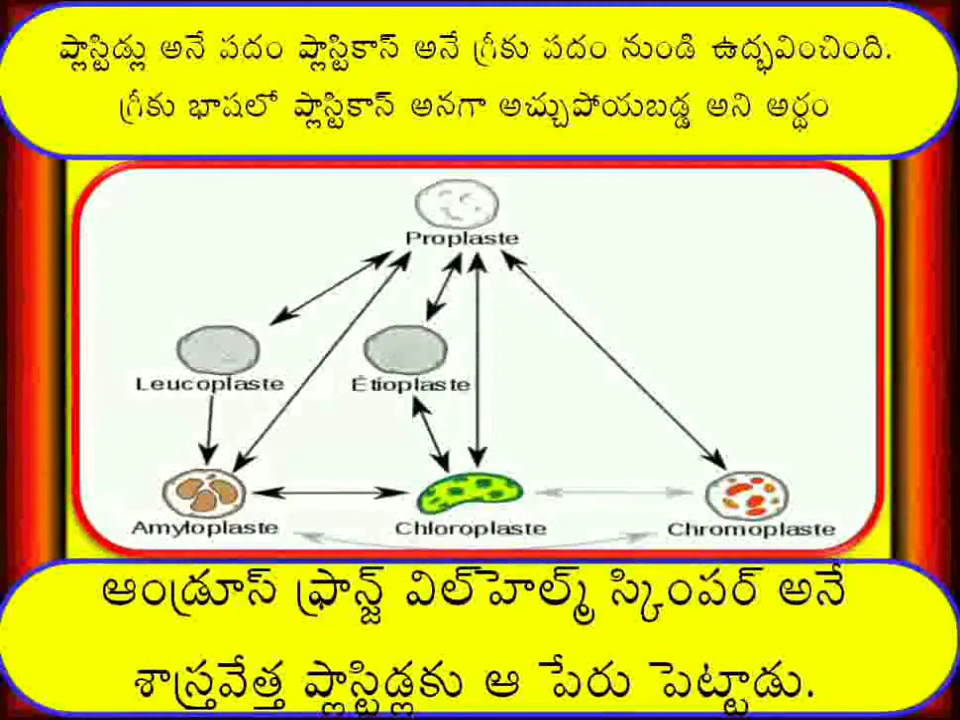 ప్లాస్టిడ్లు అనే పదం ప్లాస్టికాస్ అనే గ్రీకు పదం నుండి ఉద్భవించింది.
గ్రీకు భాషలో ప్లాస్టికాస్ అనగా అచ్చుపోయబడ్డ అని అర్థం
Proplaste
Leucoplaste
Étioplaste
Amyloplaste
Chloroplaste
Chromoplaste
ఆండ్రూస్ ఫ్రాన్జ్ విల్‌హెల్మ్ స్కింపర్ అనే
శాస్త్రవేత్త ప్లాస్టిడ్లకు ఆ పేరు పెట్టాడు.